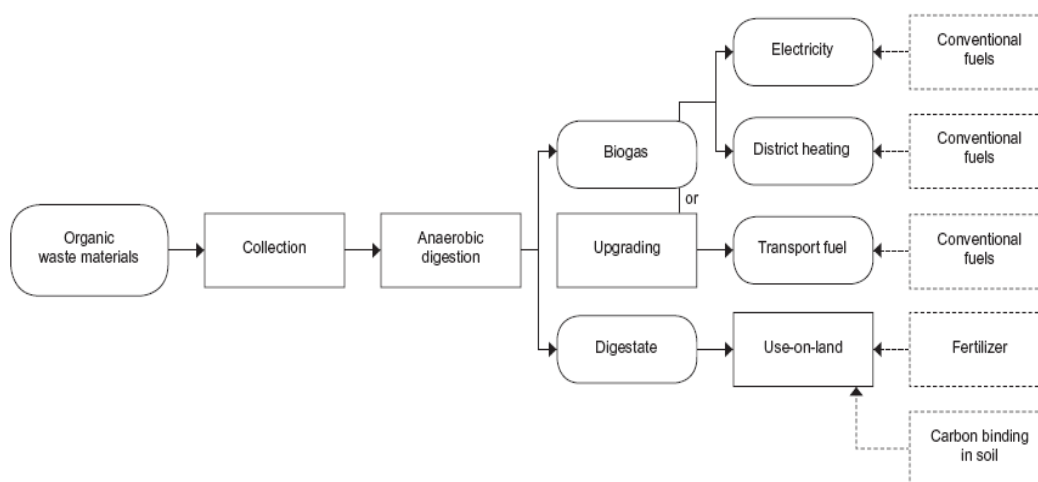 Electricity
Conventional
fuels
Biogas
District heating
Conventional
fuels
or
Organic
waste materials
Collection
Anaerobic
digestion
Upgrading
Transport fuel
Conventional
fuels
Digestate
Use-on-land
Fertilizer
Carbon binding
in soil